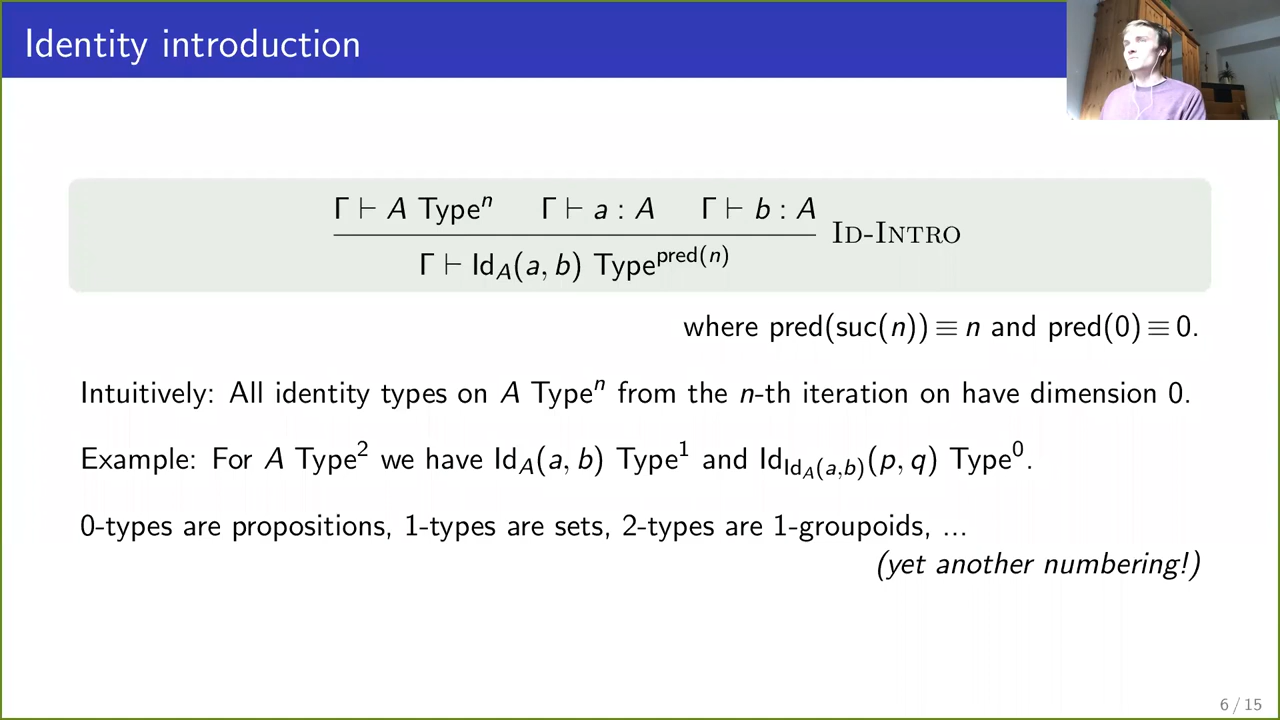 Identity introduction
Γ ⊢ A Typeⁿ  Γ ⊢ a : A  Γ ⊢ b : A
Id-Intro
Γ ⊢ Id_A(a, b) Type^pred(n)
where pred(suc(n)) ≡ n and pred(0) ≡ 0.
Intuitively: All identity types on A Typeⁿ from the n-th iteration on have dimension 0.
Example: For A Type² we have Id_A(a, b) Type¹ and Id_{Id_A(a,b)}(p, q) Type⁰.
0-types are propositions, 1-types are sets, 2-types are 1-groupoids, ...
(yet another numbering!)
6 / 15